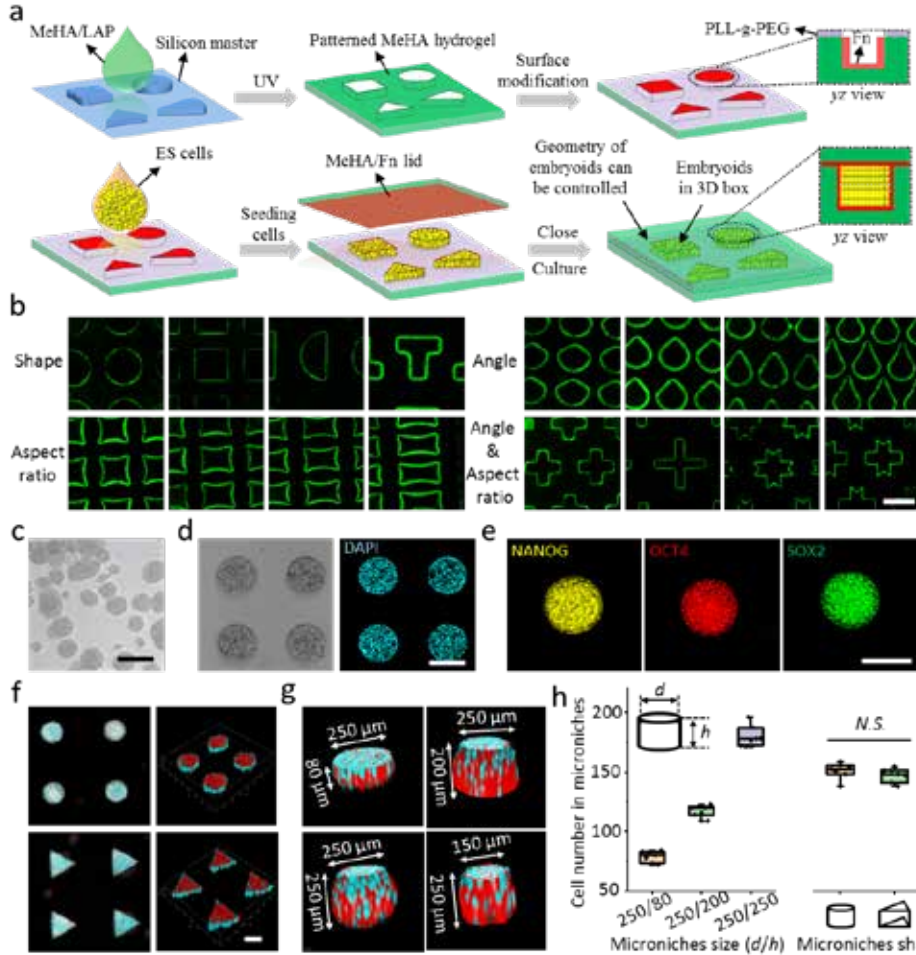 a
MeHA/LAP
Silicon master
UV
Patterned MeHA hydrogel
Surface
modification
PLL-g-PEG
Fn
yz view
ES cells
Seeding
cells
MeHA/Fn lid
Geometry of
embryoids can
be controlled
Embryoids
in 3D box
Close
Culture
yz view
b
Shape
Angle
Aspect
ratio
Angle
&
Aspect
ratio
c
d
DAPI
e
NANOG
OCT4
SOX2
f
g
250 µm
80 µm
250 µm
200 µm
250 µm
250 µm
150 µm
250 µm
h
Cell number in microniches
200
150
100
50
d
h
N.S.
250/80
250/200
250/250
Microniches size (d/h)
Microniches sh